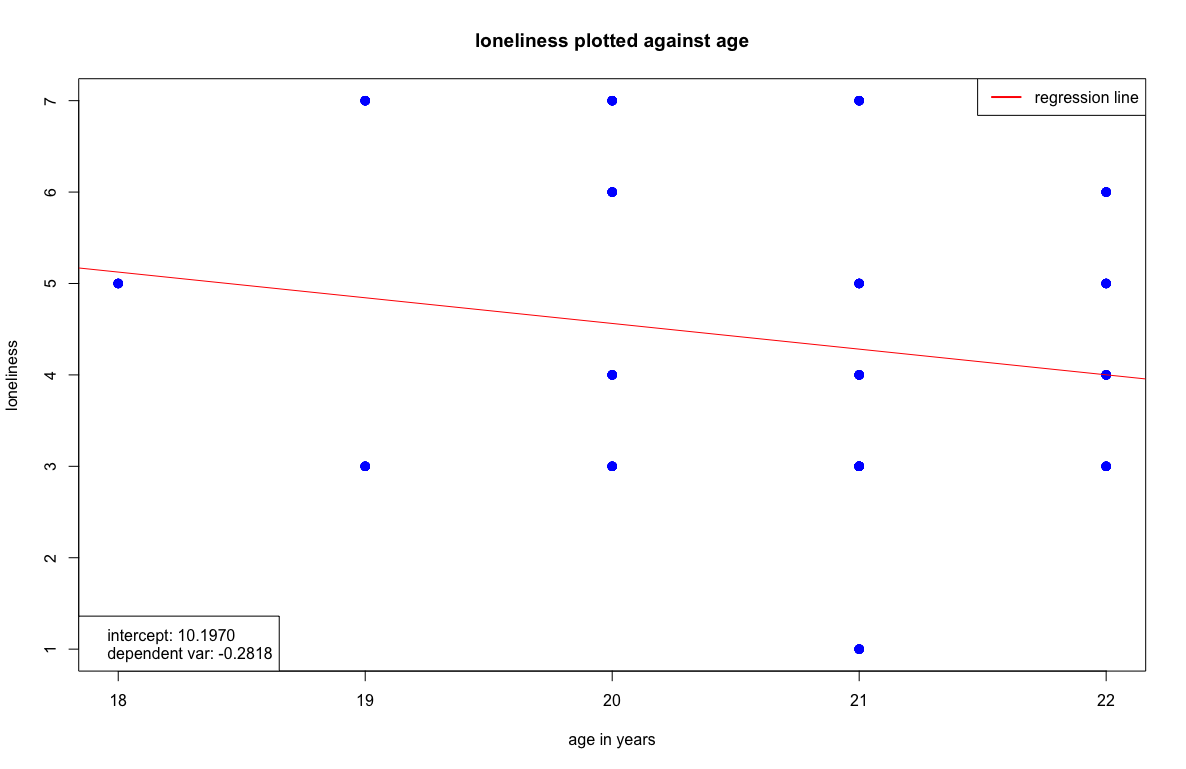 loneliness plotted against age
regression line
loneliness
7
6
5
4
3
2
1
intercept: 10.1970
dependent var: -0.2818
18 19 20 21 22
age in years